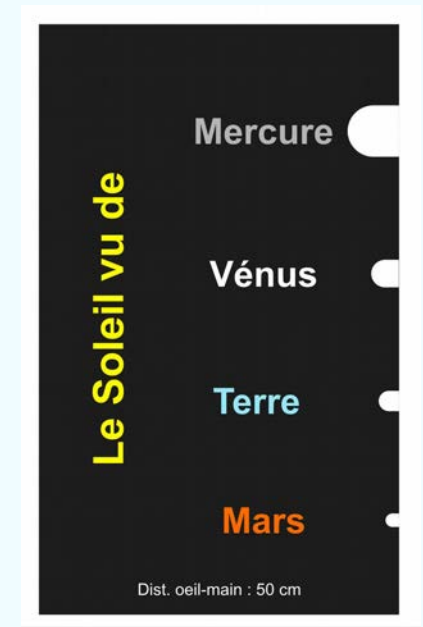 Le Soleil vu de
Mercure
Vénus
Terre
Mars
Dist. oeil-main : 50 cm